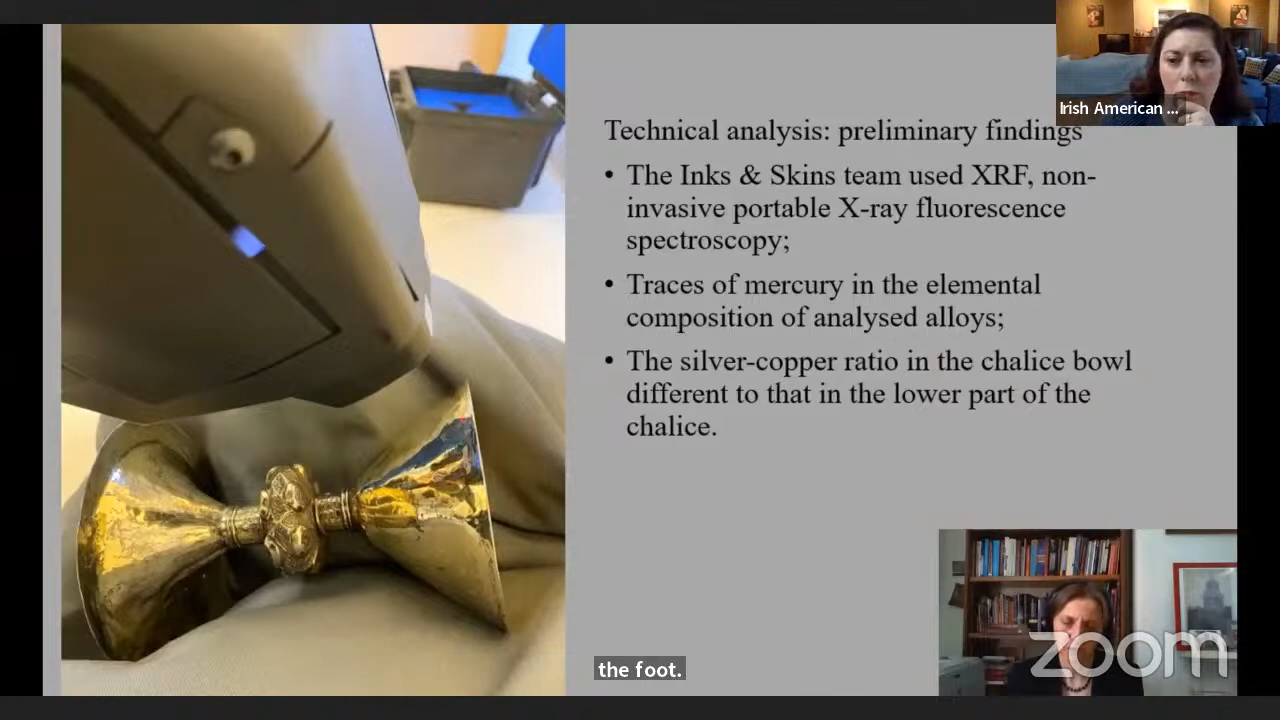 Irish American ...
Technical analysis: preliminary findings
• The Inks & Skins team used XRF, non-
invasive portable X-ray fluorescence
spectroscopy;
• Traces of mercury in the elemental
composition of analysed alloys;
• The silver-copper ratio in the chalice bowl
different to that in the lower part of the
chalice.
the foot.
zoom